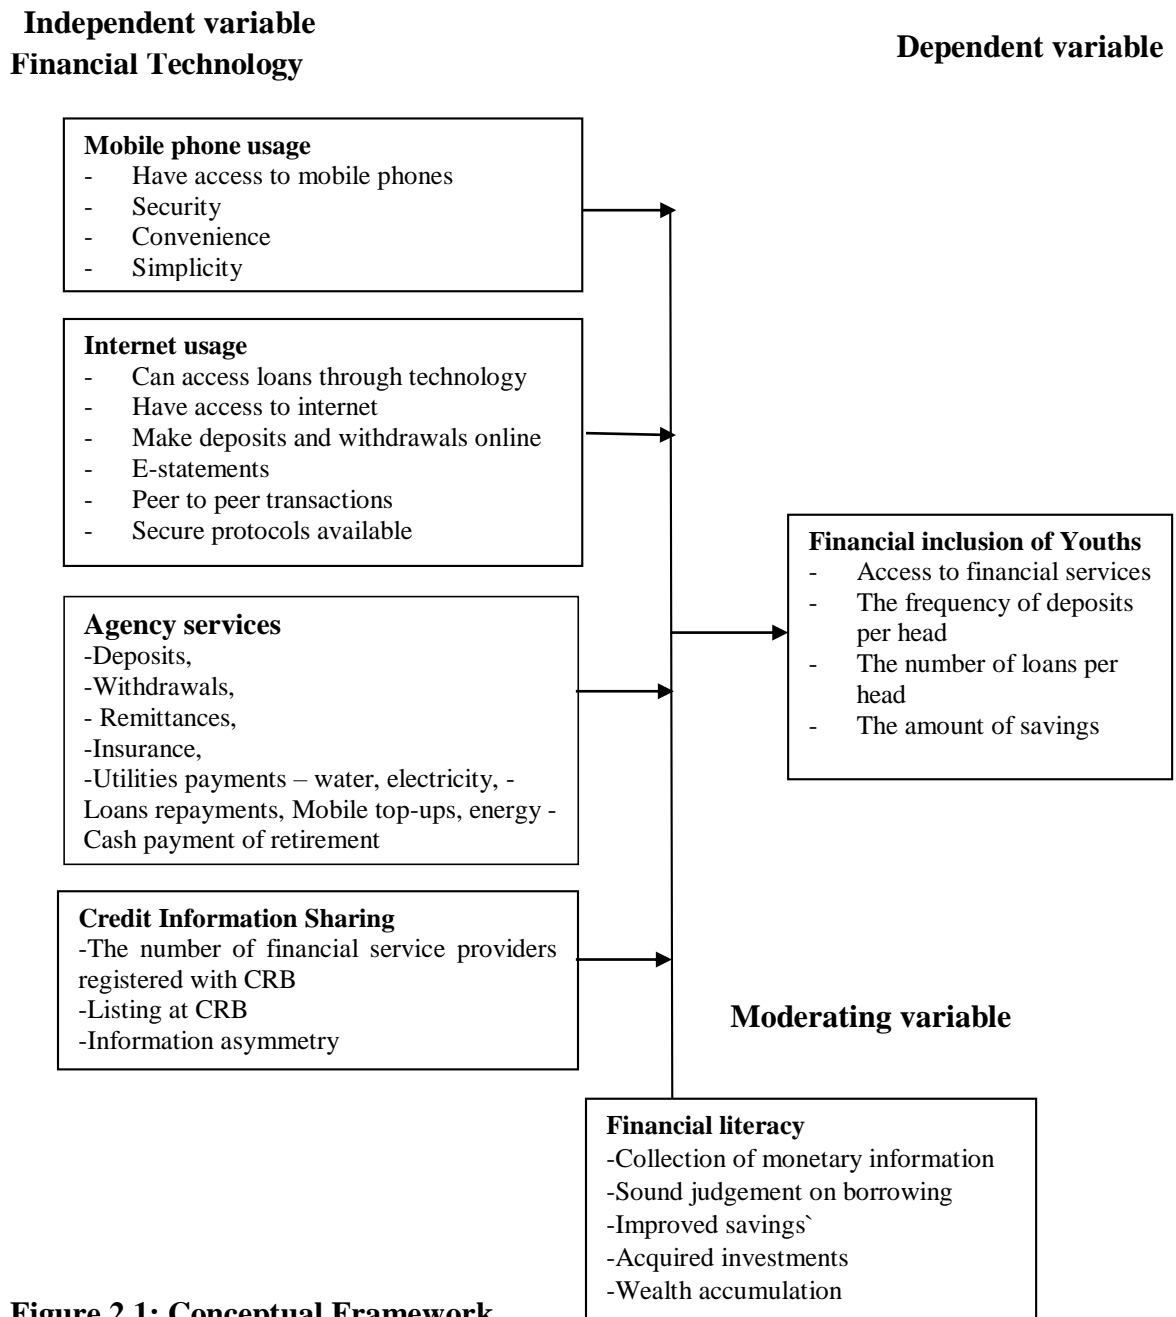 Independent variable
Financial Technology
Dependent variable
Mobile phone usage
- Have access to mobile phones
- Security
- Convenience
- Simplicity
Internet usage
- Can access loans through technology
- Have access to internet
- Make deposits and withdrawals online
- E-statements
- Peer to peer transactions
- Secure protocols available
Agency services
-Deposits,
-Withdrawals,
- Remittances,
-Insurance,
-Utilities payments – water, electricity, -
Loans repayments, Mobile top-ups, energy -
Cash payment of retirement
Credit Information Sharing
-The number of financial service providers
registered with CRB
-Listing at CRB
-Information asymmetry
Financial inclusion of Youths
- Access to financial services
- The frequency of deposits
per head
- The number of loans per
head
- The amount of savings
Moderating variable
Financial literacy
-Collection of monetary information
-Sound judgement on borrowing
-Improved savings`
-Acquired investments
-Wealth accumulation
Figure 2.1: Conceptual Framework